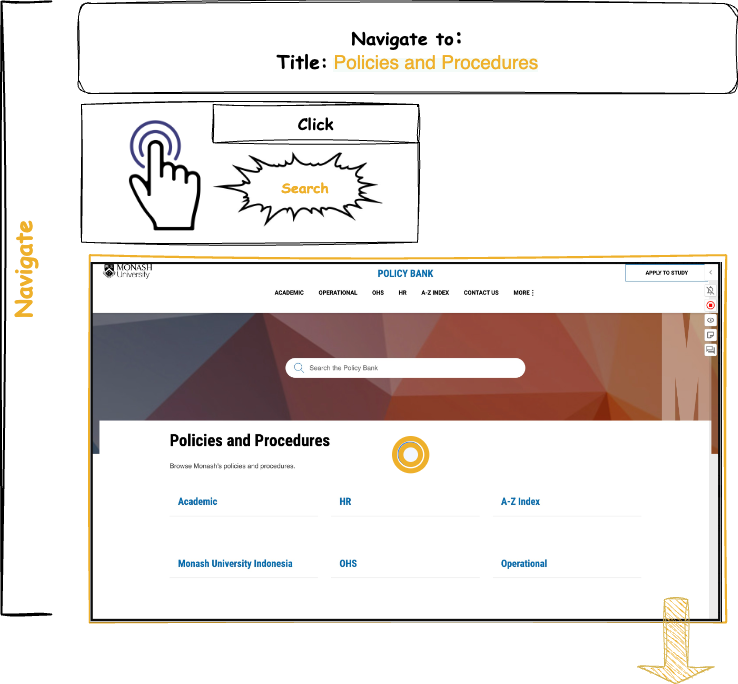 Navigate to:
Title: Policies and Procedures
Click
Search
Navigate
MONASH
University
POLICY BANK
APPLY TO STUDY
ACADEMIC OPERATIONAL OHS HR A-Z INDEX CONTACT US MORE
Search the Policy Bank
M
Policies and Procedures
Browse Monash's policies and procedures.
Academic HR A-Z Index
Monash University Indonesia OHS Operational